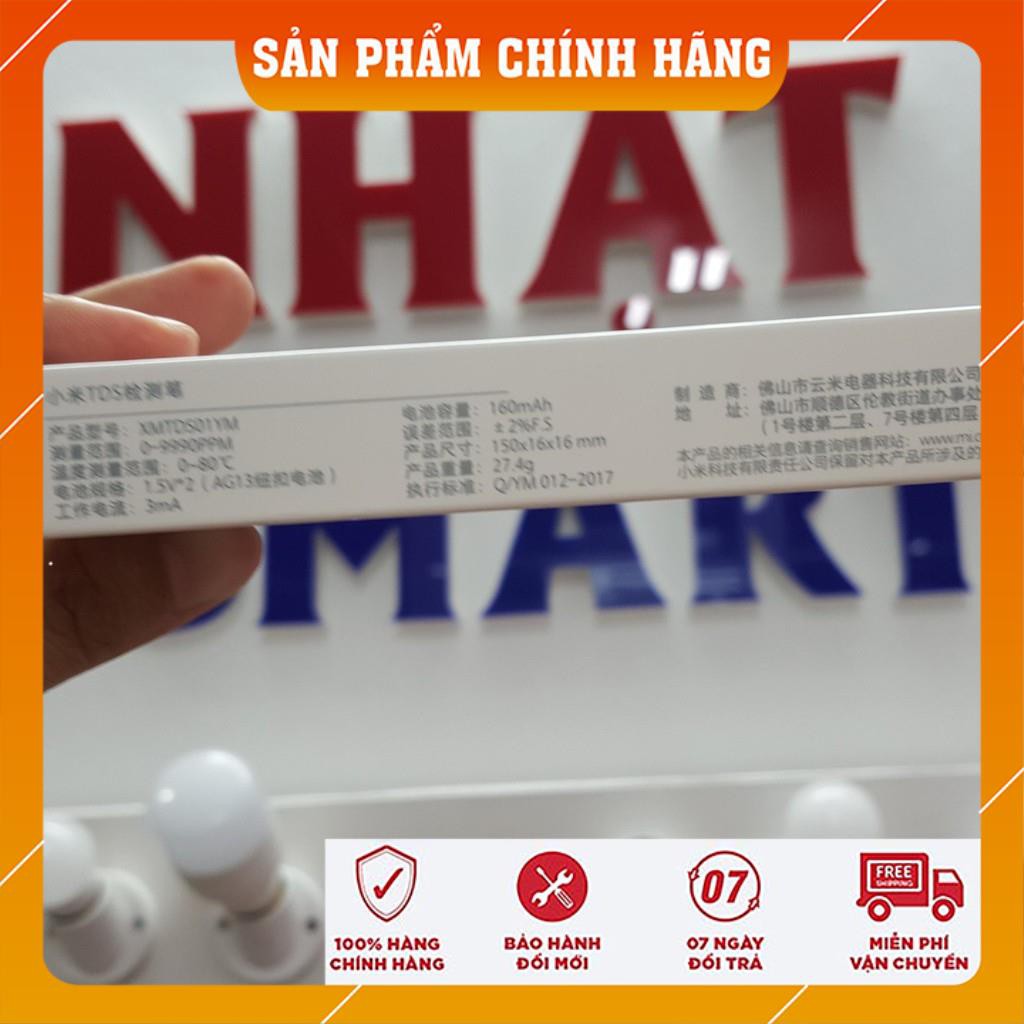 SẢN PHẨM CHÍNH HÃNG
NHẬT
小米TDS检测笔
产品型号： XMTDS01YM
测量范围： 0~9990PPM
温度测量范围： 0~80℃
电池规格： 1.5V*2（AG13纽扣电池）
工作电流： 3mA
电池容量： 160mAh
误差范围： ±2%F.S
产品尺寸： 150x16x16 mm
产品重量： 27.4g
执行标准： Q/YM 012-2017
制 造 商： 佛山市云米电器科技有限公司
地 址： 佛山市顺德区伦教街道办事处
（1号楼第二层、7号楼第四层
本产品的相关信息请查询销售网站：www.mi.c
小米科技有限责任公司保留对本产品所涉及的
SMART
100% HÀNG
CHÍNH HÃNG
BẢO HÀNH
ĐỔI MỚI
07
07 NGÀY
ĐỔI TRẢ
FREE
SHIPPING
MIỄN PHÍ
VẬN CHUYỂN